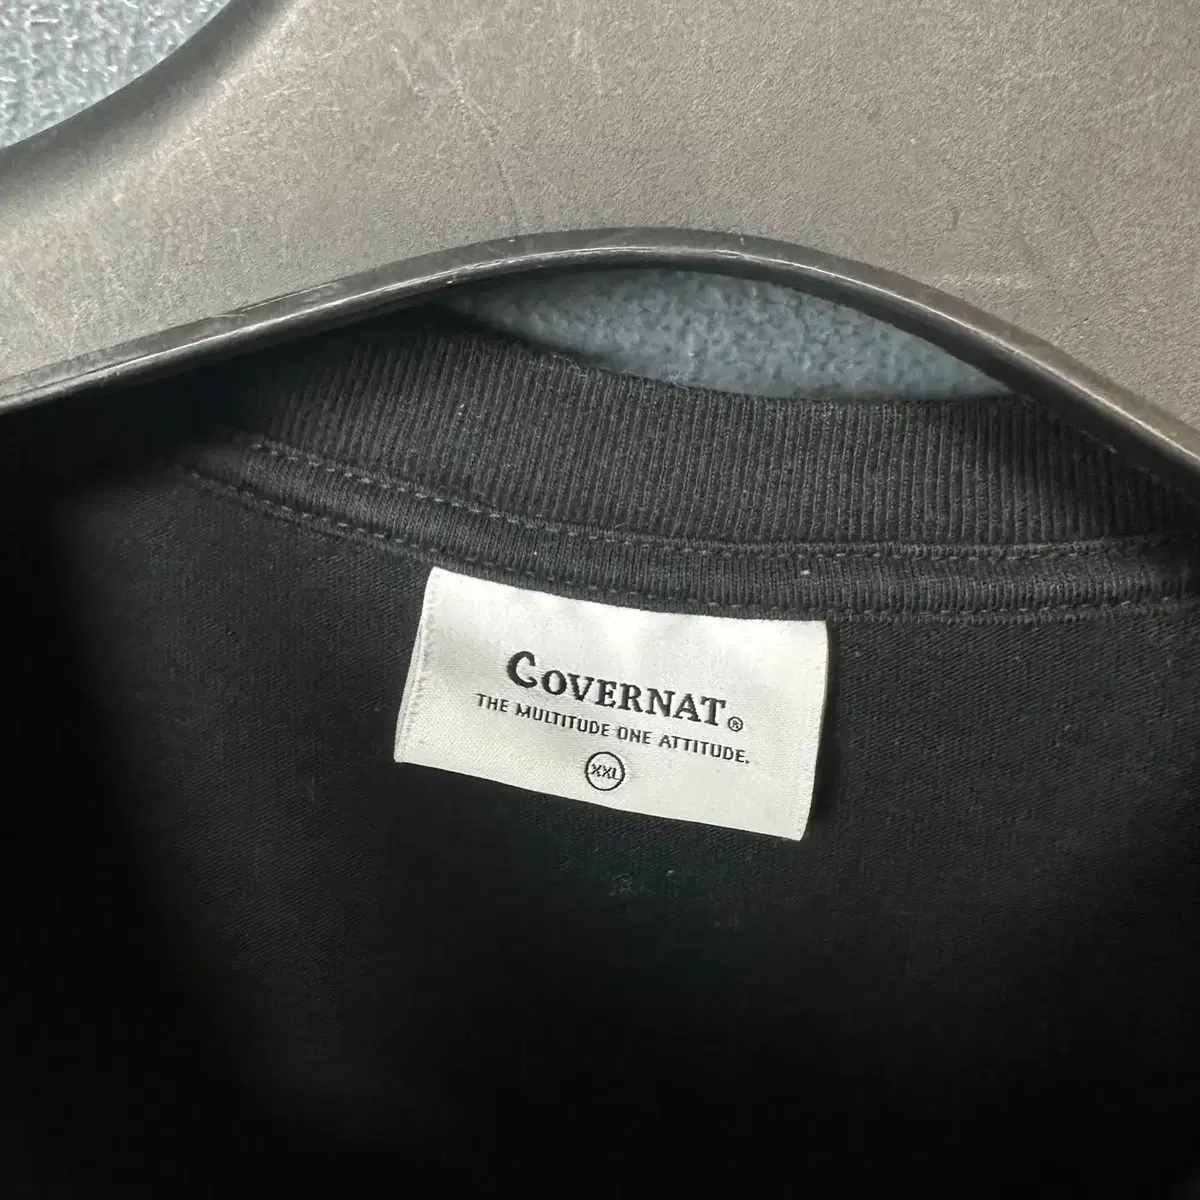 COVERNAT®
THE MULTITUDE ONE ATTITUDE.
XXL